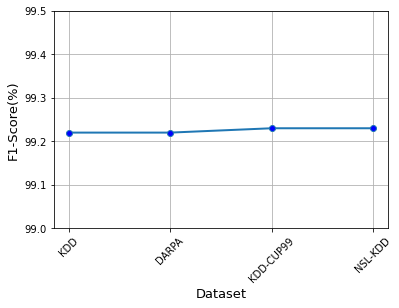 99.5
99.4
99.3
99.2
99.1
99.0
F1-Score(%)
KDD
DARPA
KDD-CUP99
NSL-KDD
Dataset